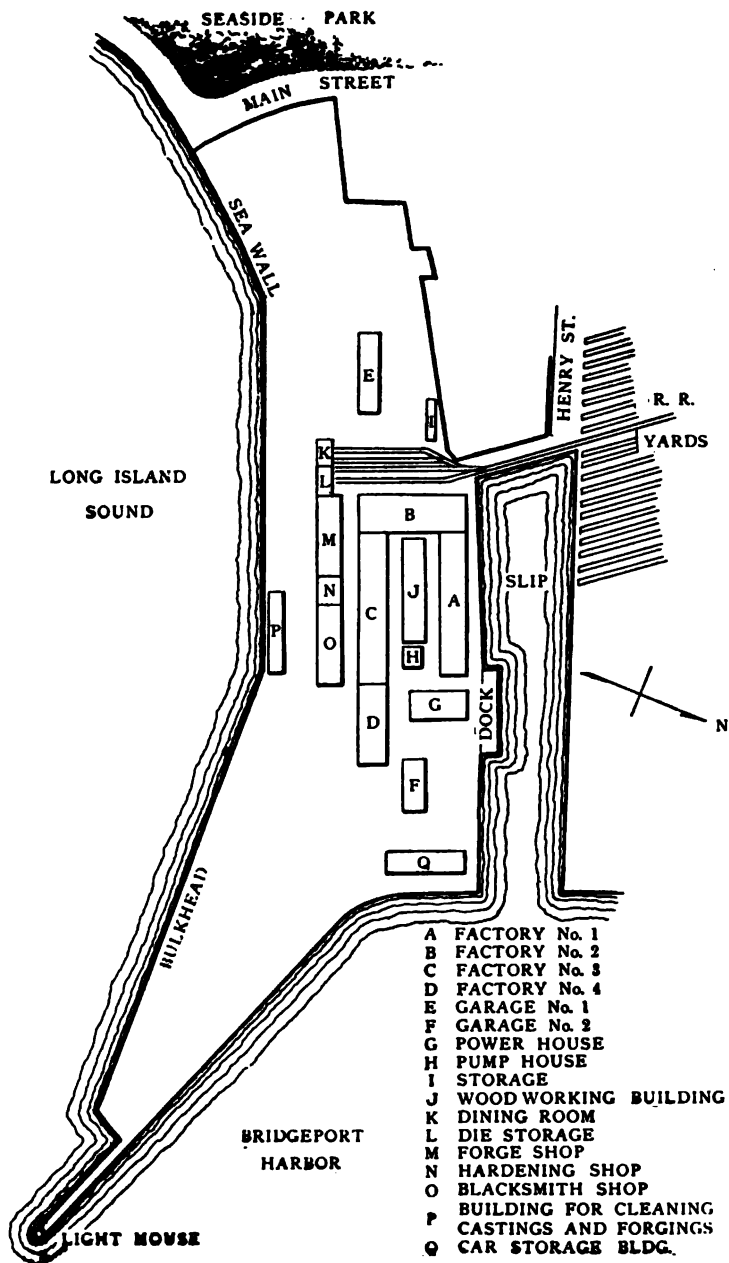 SEASIDE PARK
MAIN STREET
SEA WALL
HENRY ST.
E
I
R. R.
YARDS
K
L
LONG ISLAND
SOUND
B
M
SLIP
J
A
N
C
P
O
H
G
DOCK
D
N
F
Q
BULKHEAD
A FACTORY No. 1
B FACTORY No. 2
C FACTORY No. 3
D FACTORY No. 4
E GARAGE No. 1
F GARAGE No. 2
G POWER HOUSE
H PUMP HOUSE
I STORAGE
J WOOD WORKING BUILDING
K DINING ROOM
L DIE STORAGE
M FORGE SHOP
N HARDENING SHOP
O BLACKSMITH SHOP
P BUILDING FOR CLEANING
CASTINGS AND FORGINGS
Q CAR STORAGE BLDG.
BRIDGEPORT
HARBOR
LIGHT HOUSE